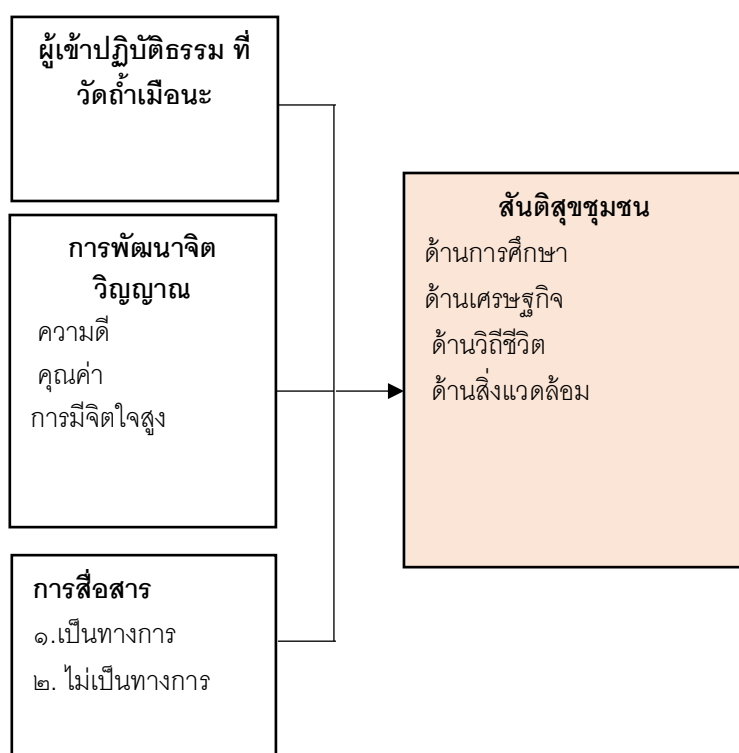 ผู้เข้าปฏิบัติธรรม ที่
วัดถ้ำเมือนะ
การพัฒนาจิต
วิญญาณ
ความดี
คุณค่า
การมีจิตใจสูง
การสื่อสาร
๑.เป็นทางการ
๒. ไม่เป็นทางการ
สันติสุขชุมชน
ด้านการศึกษา
ด้านเศรษฐกิจ
ด้านวิถีชีวิต
ด้านสิ่งแวดล้อม